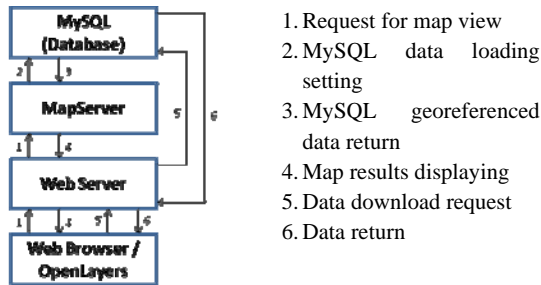 MySQL
(Database)
2
3
MapServer
5
6
1
4
Web Server
1
4
5
6
Web Browser /
OpenLayers
1. Request for map view
2. MySQL data loading
setting
3. MySQL georeferenced
data return
4. Map results displaying
5. Data download request
6. Data return